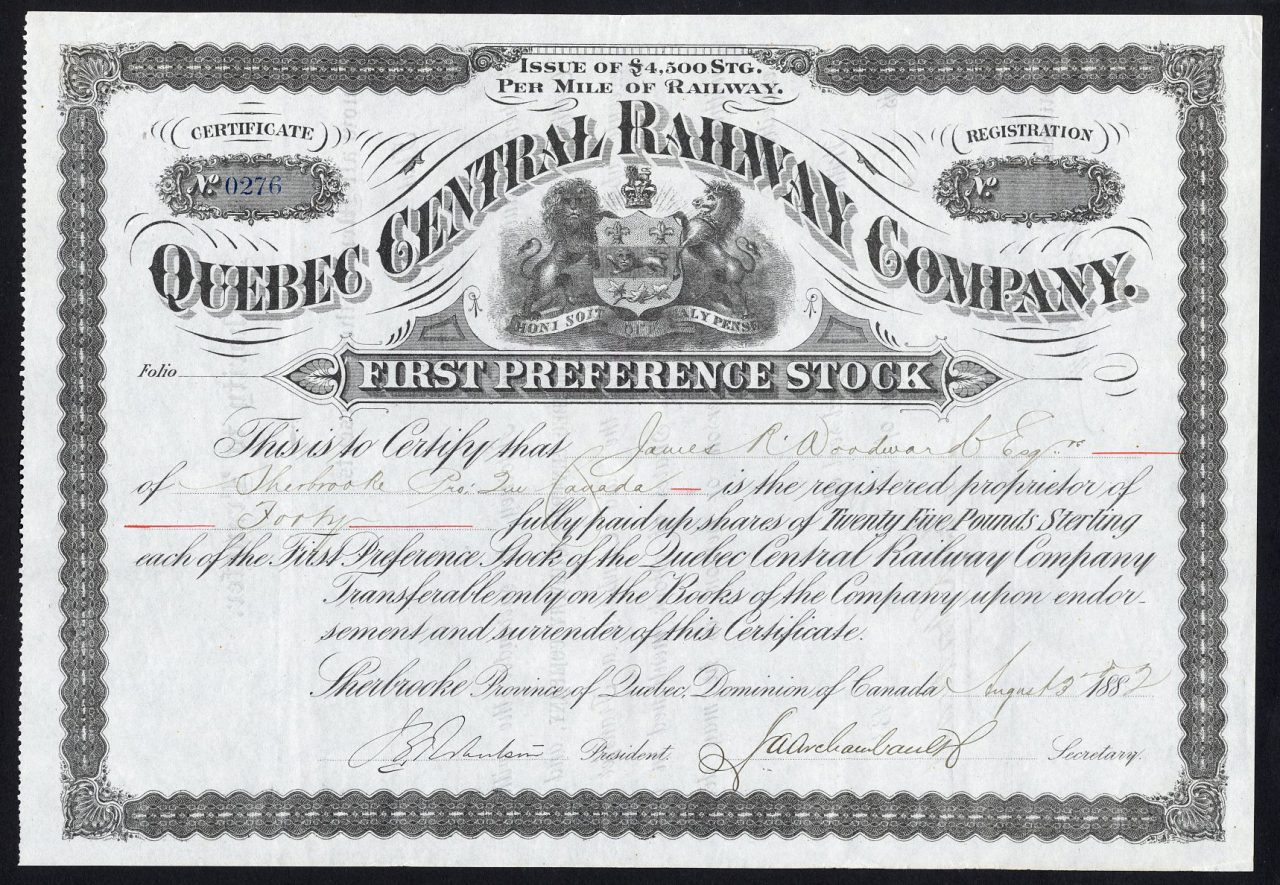 ISSUE OF £4,500 STG.
PER MILE OF RAILWAY.
CERTIFICATE
REGISTRATION
No 0276
No
QUEBEC CENTRAL RAILWAY COMPANY.
HONI SOIT QUI MAL Y PENSE
Folio
FIRST PREFERENCE STOCK
This is to Certify that James R. Woodward Esqre
of Sherbrooke Pro: Que Canada is the registered proprietor of
Forty fully paid up shares of Twenty Five Pounds Sterling
each of the First Preference Stock of the Quebec Central Railway Company
Transferable only on the Books of the Company upon endor-
sement and surrender of this Certificate.
Sherbrooke Province of Quebec, Dominion of Canada August 3 1882
President.
Archambault Secretary.